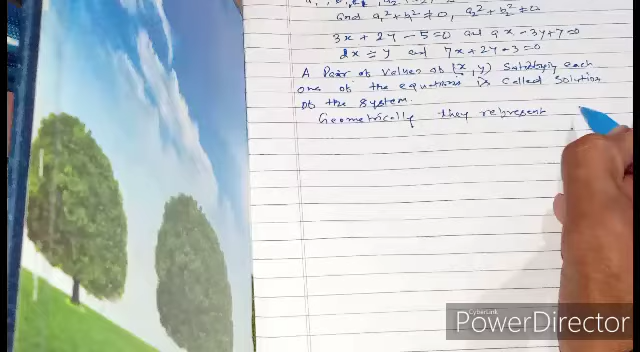 and a₁² + b₁² ≠ 0, a₂² + b₂² ≠ 0
3x + 2y - 5 = 0 and 9x - 3y + 7 = 0
2x = y and 7x + 2y + 3 = 0
A Pair of Values of (x, y) Satisfying each
one of the equations is called Solution
of the System.
Geometrically they represent
CyberLink
PowerDirector